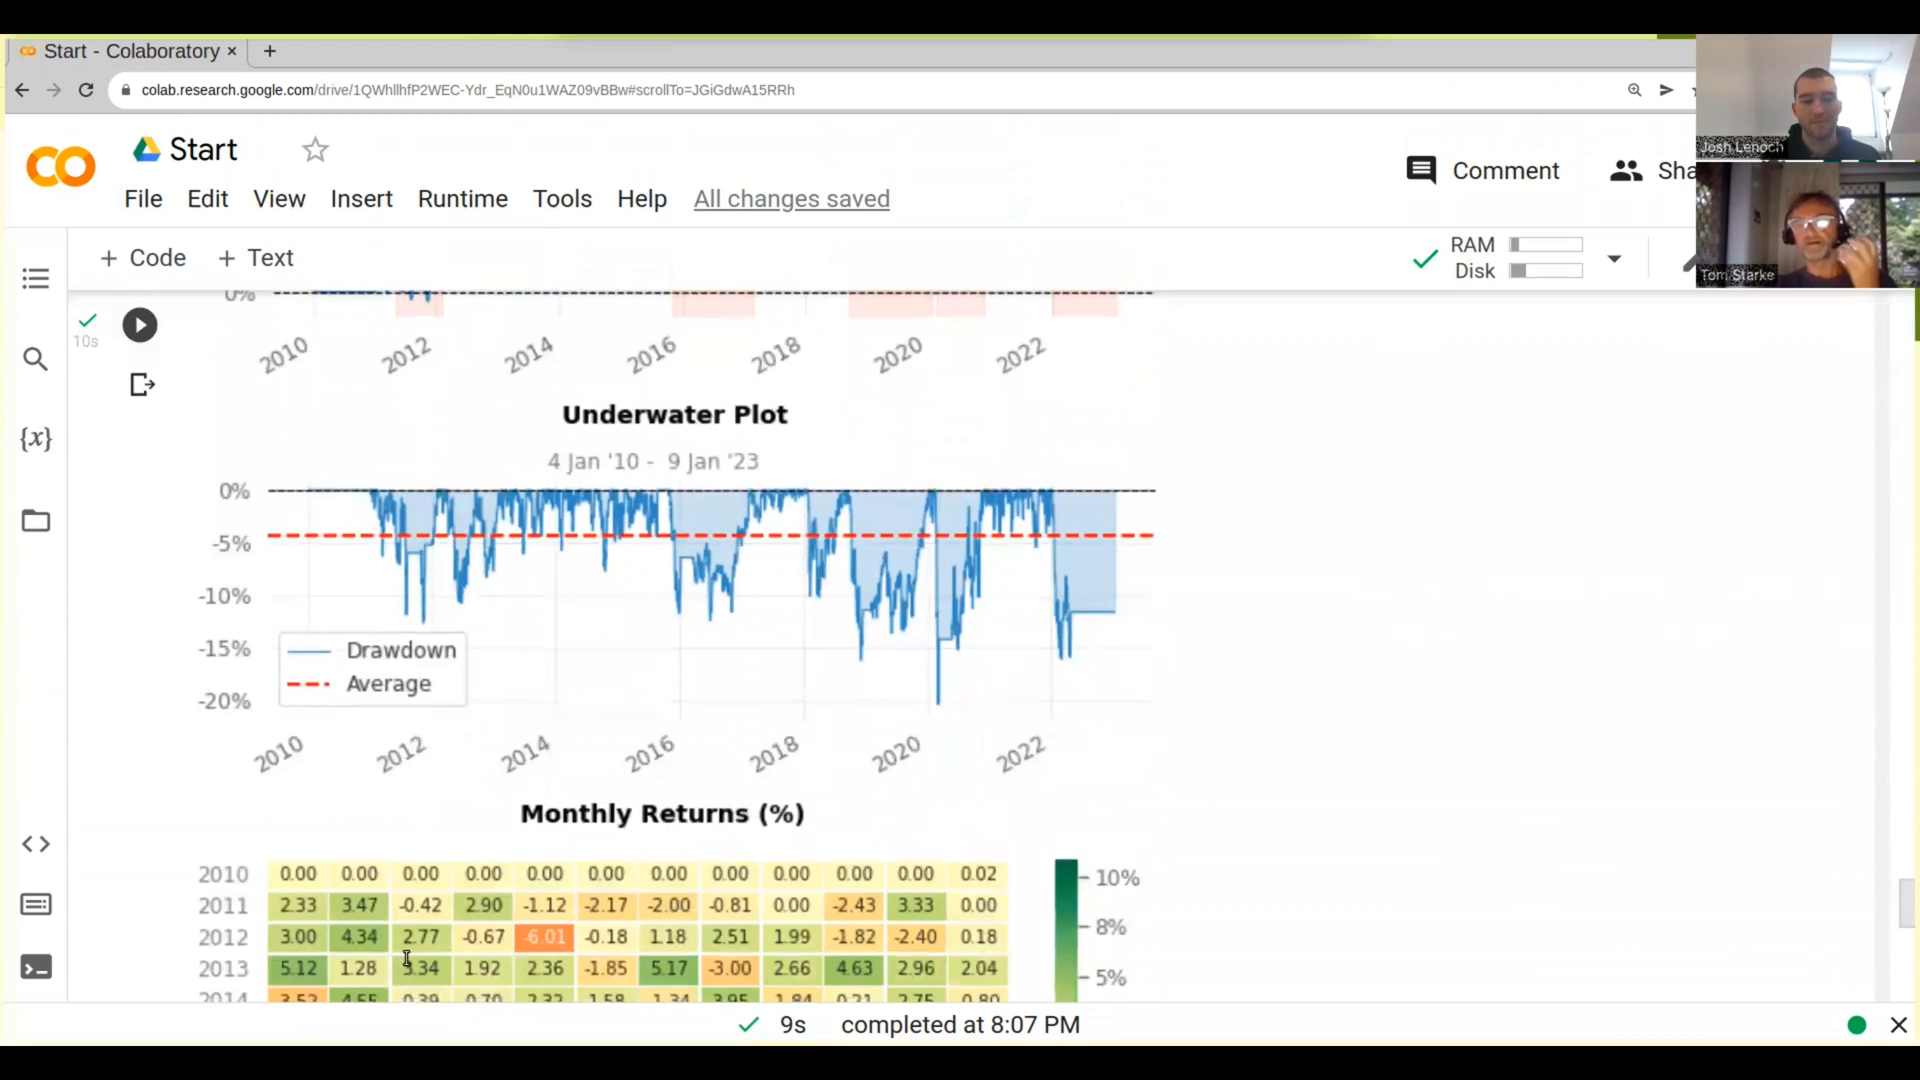 Start - Colaboratory
colab.research.google.com/drive/1QWhllhfP2WEC-Ydr_EqN0u1WAZ09vBBw#scrollTo=JGiGdwA15RRh
Josh Lenoch
Start
Comment
Sha
File Edit View Insert Runtime Tools Help All changes saved
+ Code + Text
RAM
Disk
Tom Starke
0%
10s
2010 2012 2014 2016 2018 2020 2022
Underwater Plot
4 Jan '10 - 9 Jan '23
0%
-5%
-10%
-15%
-20%
Drawdown
Average
2010 2012 2014 2016 2018 2020 2022
Monthly Returns (%)
2010 0.00 0.00 0.00 0.00 0.00 0.00 0.00 0.00 0.00 0.00 0.00 0.02
2011 2.33 3.47 -0.42 2.90 -1.12 -2.17 -2.00 -0.81 0.00 -2.43 3.33 0.00
2012 3.00 4.34 2.77 -0.67 -6.01 -0.18 1.18 2.51 1.99 -1.82 -2.40 0.18
2013 5.12 1.28 3.34 1.92 2.36 -1.85 5.17 -3.00 2.66 4.63 2.96 2.04
2014
10%
8%
5%
9s completed at 8:07 PM